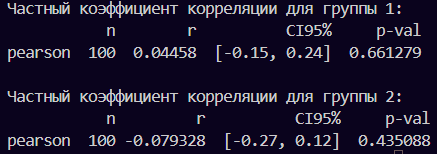 Частный коэффициент корреляции для группы 1:
n r CI95% p-val
pearson 100 0.04458 [-0.15, 0.24] 0.661279
Частный коэффициент корреляции для группы 2:
n r CI95% p-val
pearson 100 -0.079328 [-0.27, 0.12] 0.435088